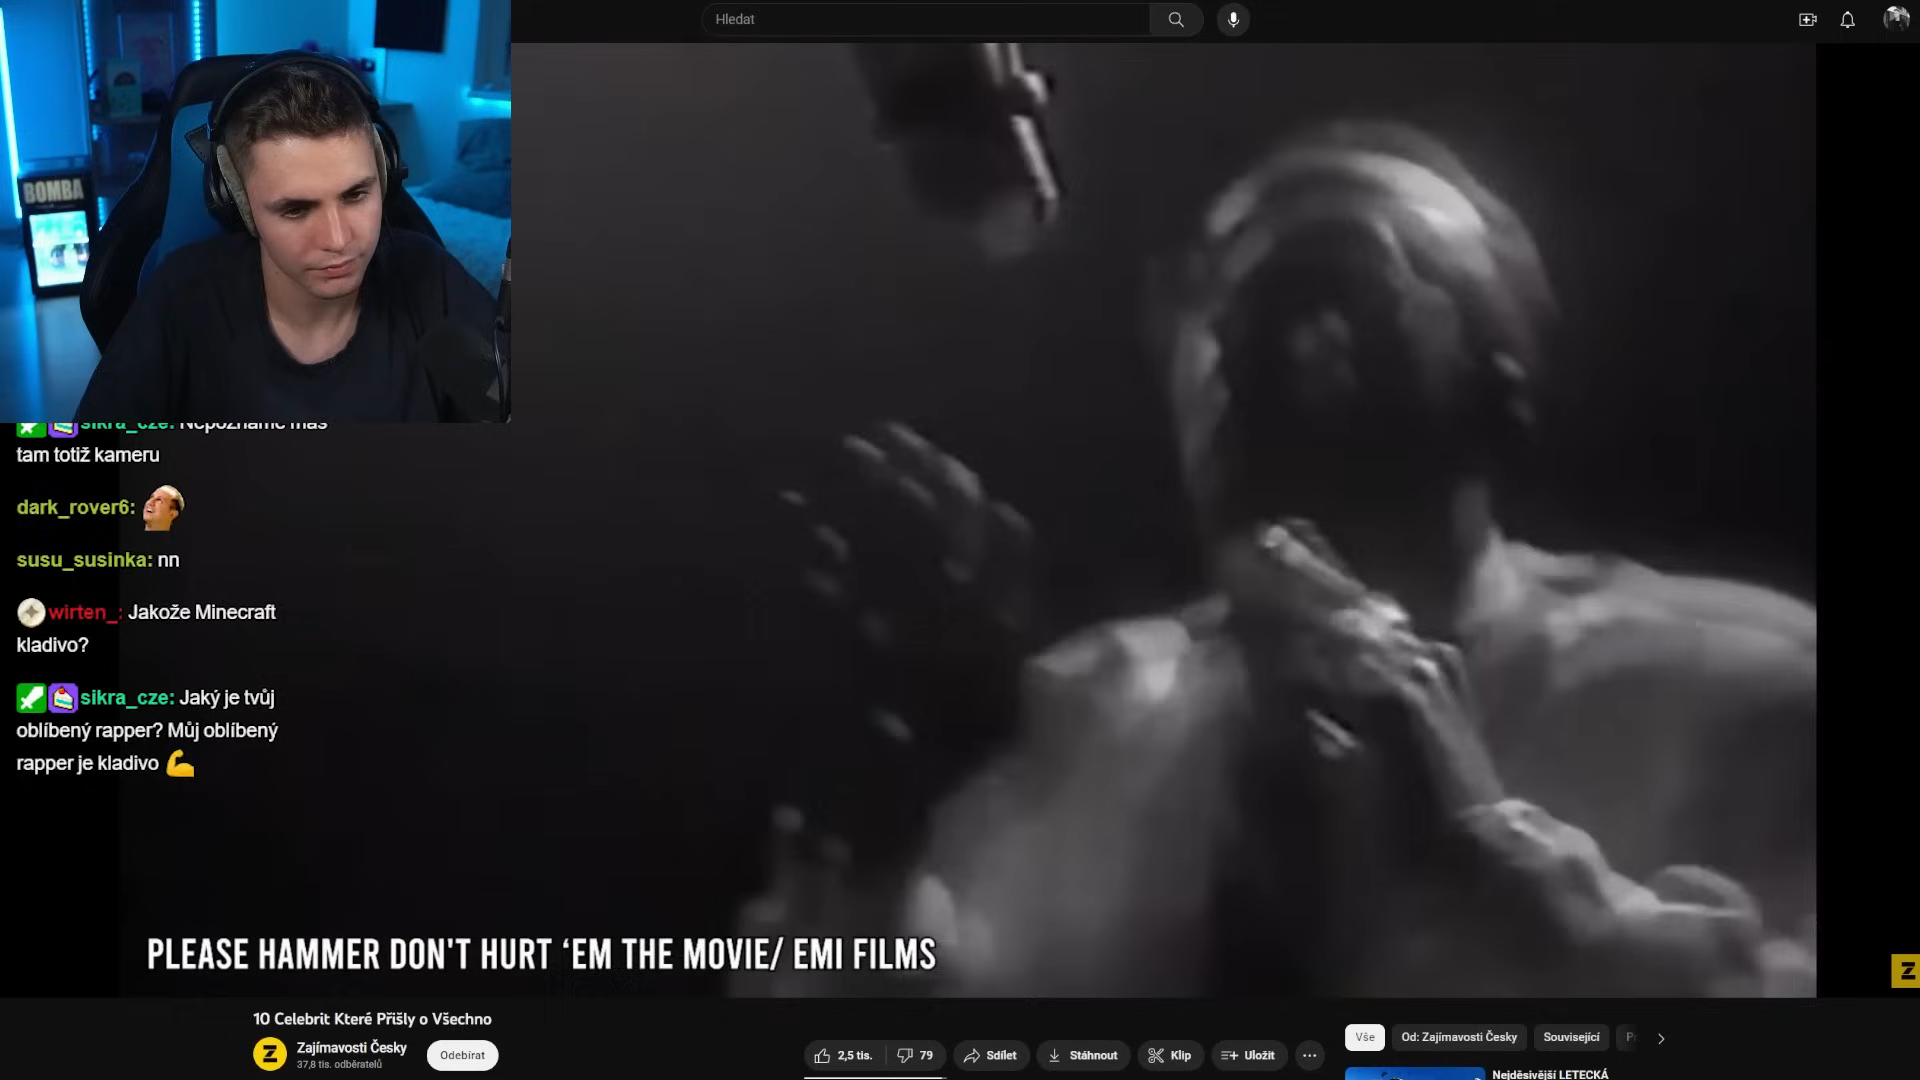 Hledat
BOMBA
sikra_cze: Nepoznáme máš
tam totiž kameru
dark_rover6:
susu_susinka: nn
wirten_: Jakože Minecraft
kladivo?
sikra_cze: Jaký je tvůj
oblíbený rapper? Můj oblíbený
rapper je kladivo
PLEASE HAMMER DON'T HURT ‘EM THE MOVIE/ EMI FILMS
Z
10 Celebrit Které Přišly o Všechno
Z
Zajímavosti Česky
37,8 tis. odběratelů
Odebírat
2,5 tis.
79
Sdílet
Stáhnout
Klip
Uložit
Vše
Od: Zajímavosti Česky
Související
Nejděsivější LETECKÁ